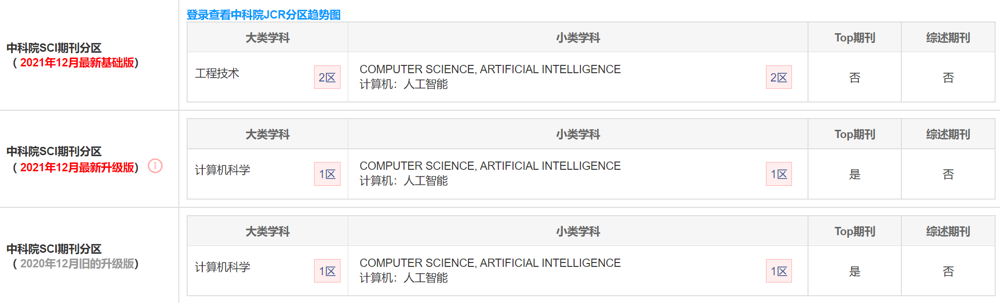 登录查看中科院JCR分区趋势图
中科院SCI期刊分区
（ 2021年12月最新基础版）
大类学科 小类学科 Top期刊 综述期刊
工程技术 2区 COMPUTER SCIENCE, ARTIFICIAL INTELLIGENCE
计算机：人工智能 2区 否 否
中科院SCI期刊分区
（ 2021年12月最新升级版）
大类学科 小类学科 Top期刊 综述期刊
计算机科学 1区 COMPUTER SCIENCE, ARTIFICIAL INTELLIGENCE
计算机：人工智能 1区 是 否
中科院SCI期刊分区
（ 2020年12月旧的升级版）
大类学科 小类学科 Top期刊 综述期刊
计算机科学 1区 COMPUTER SCIENCE, ARTIFICIAL INTELLIGENCE
计算机：人工智能 1区 是 否